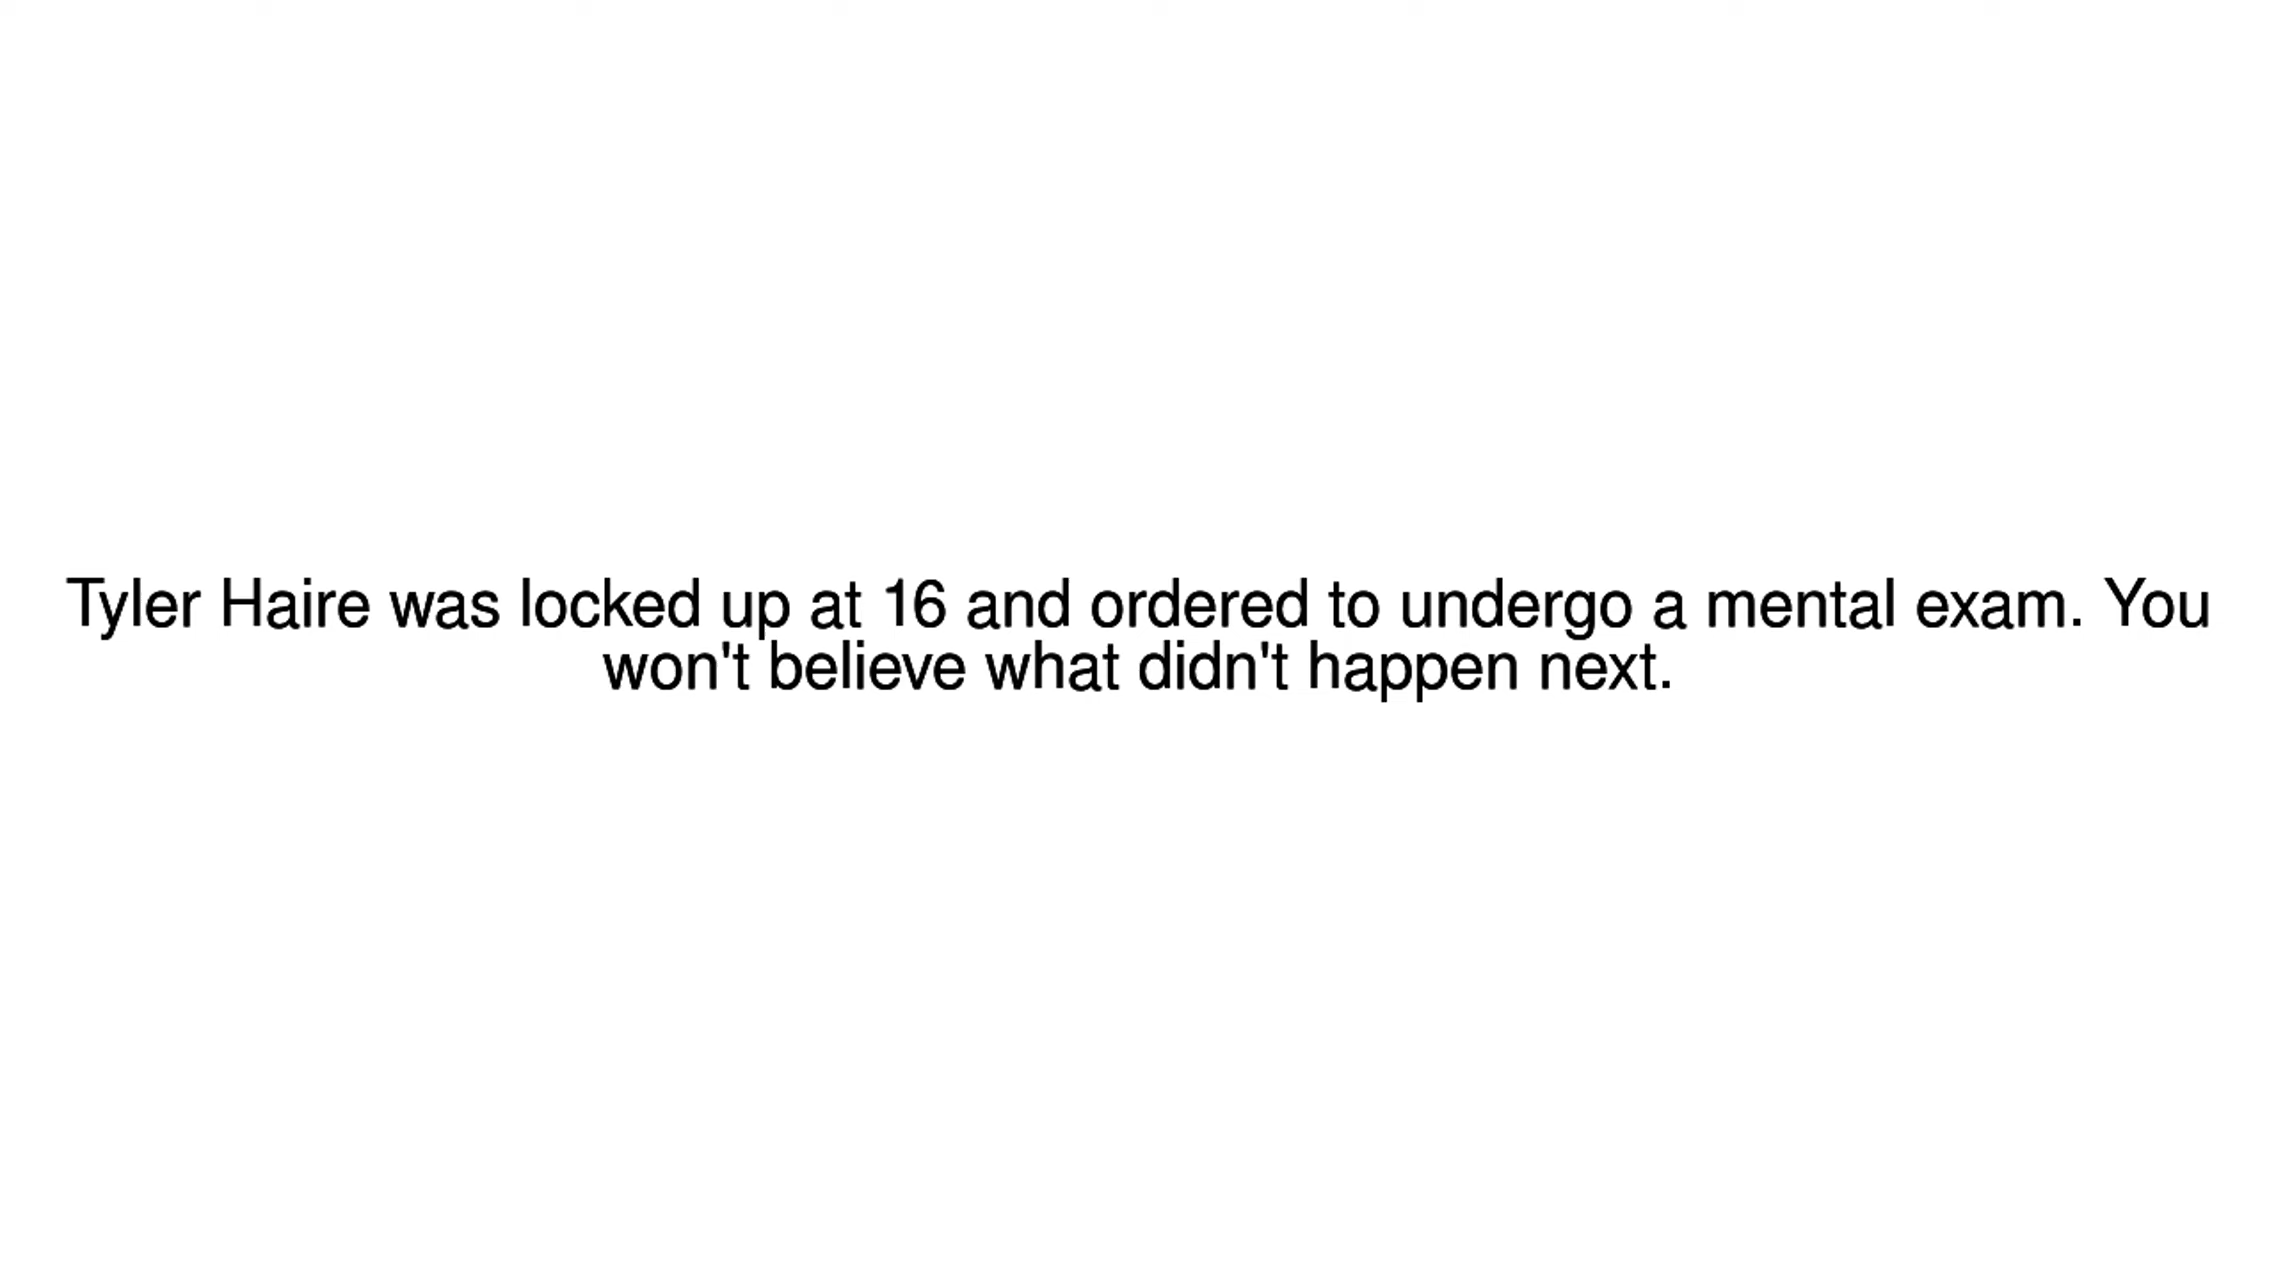 Tyler Haire was locked up at 16 and ordered to undergo a mental exam. You
won't believe what didn't happen next.